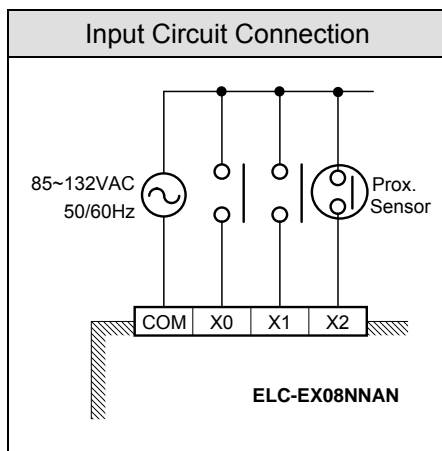 Input Circuit Connection
85~132VAC
50/60Hz
Prox.
Sensor
COM X0 X1 X2
ELC-EX08NNAN